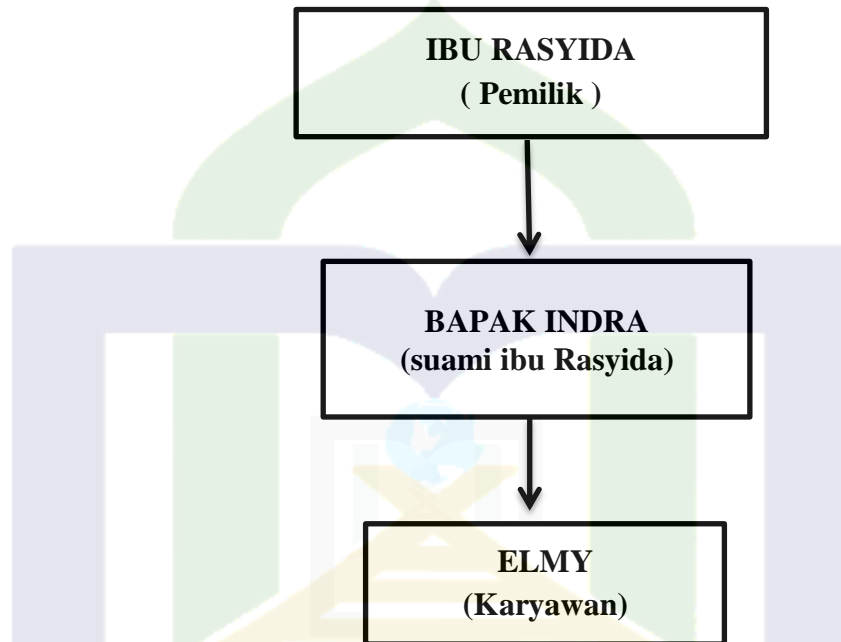 IBU RASYIDA
( Pemilik )
BAPAK INDRA
(suami ibu Rasyida)
ELMY
(Karyawan)